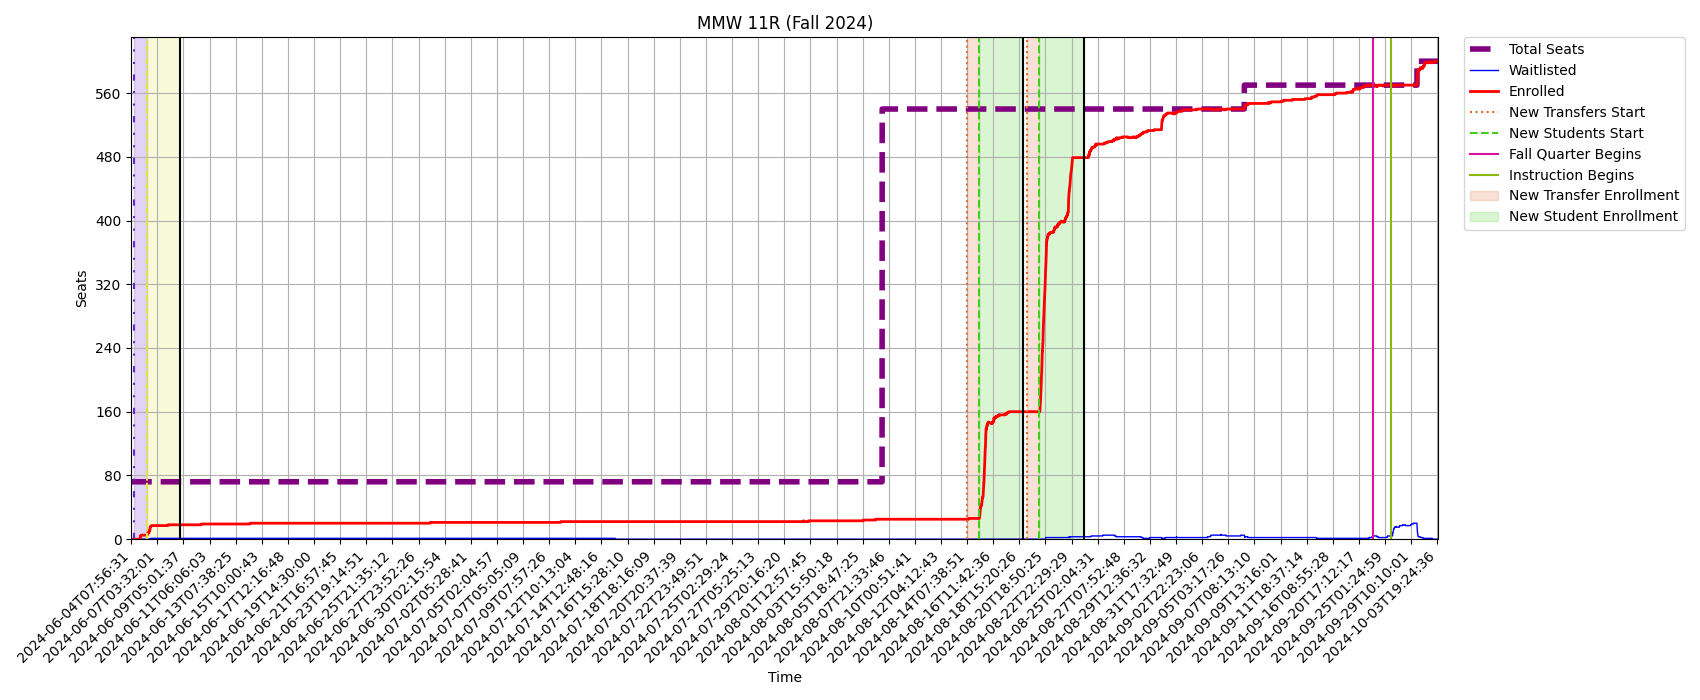 MMW 11R (Fall 2024)
Total Seats
Waitlisted
Enrolled
New Transfers Start
New Students Start
Fall Quarter Begins
Instruction Begins
New Transfer Enrollment
New Student Enrollment
Seats
560
480
400
320
240
160
80
0
2024-06-04T07:56:31
2024-06-07T03:32:01
2024-06-09T05:01:37
2024-06-11T06:06:03
2024-06-13T07:38:25
2024-06-15T10:00:43
2024-06-17T12:16:48
2024-06-19T14:30:00
2024-06-21T16:57:45
2024-06-23T19:14:51
2024-06-25T21:35:12
2024-06-27T23:52:26
2024-06-30T02:15:54
2024-07-02T05:28:41
2024-07-05T02:04:57
2024-07-07T05:05:09
2024-07-09T07:57:26
2024-07-12T10:13:04
2024-07-14T12:48:16
2024-07-16T15:28:10
2024-07-18T18:16:09
2024-07-20T20:37:39
2024-07-22T23:49:51
2024-07-25T02:29:24
2024-07-27T05:25:13
2024-07-29T20:16:20
2024-08-01T12:57:45
2024-08-03T15:50:18
2024-08-05T18:47:25
2024-08-07T21:33:46
2024-08-10T00:51:41
2024-08-12T04:12:43
2024-08-14T07:38:51
2024-08-16T11:42:36
2024-08-18T15:20:26
2024-08-20T18:50:25
2024-08-22T22:29:29
2024-08-25T02:04:31
2024-08-27T07:52:48
2024-08-29T12:36:32
2024-08-31T17:32:49
2024-09-02T22:23:06
2024-09-05T03:17:26
2024-09-07T08:13:10
2024-09-09T13:16:01
2024-09-11T18:37:14
2024-09-16T08:55:28
2024-09-20T17:12:17
2024-09-25T01:24:59
2024-09-29T10:10:01
2024-10-03T19:24:36
Time